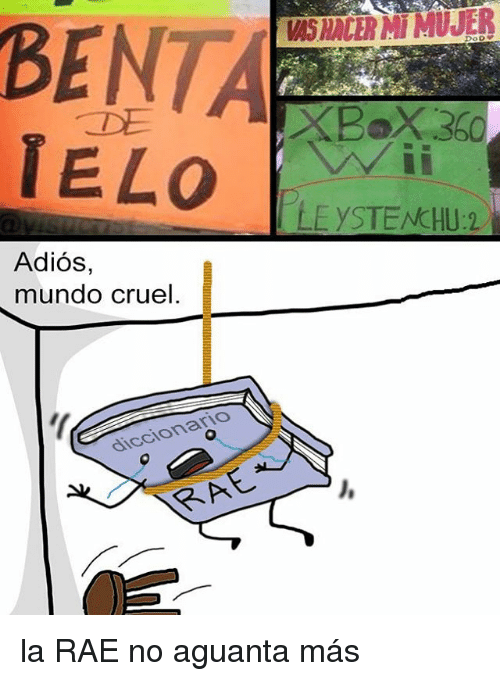 BENTA
DE
IELO
VAS HACER Mi MUJER
DoD
XBoX 360
Wii
PLEYSTENCHU:2
Adiós,
mundo cruel.
diccionario
RAE
la RAE no aguanta más